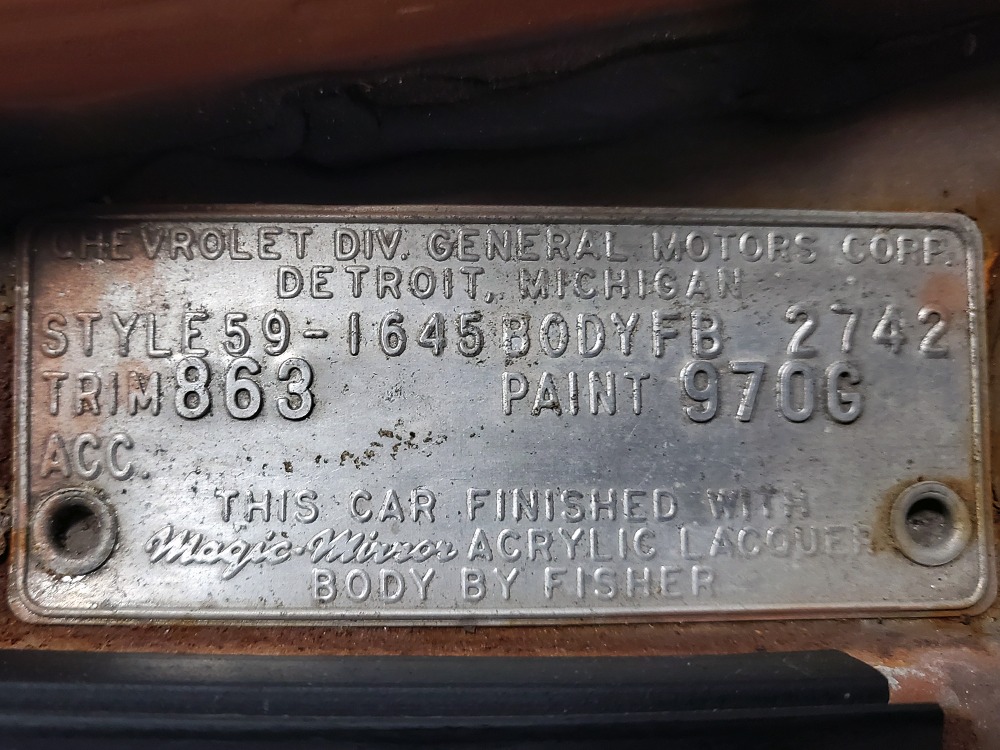 CHEVROLET DIV. GENERAL MOTORS CORP.
DETROIT, MICHIGAN
STYLE 59-1645 BODY FB 2742
TRIM 863 PAINT 970G
ACC.
THIS CAR FINISHED WITH
Magic-Mirror ACRYLIC LACQUER
BODY BY FISHER